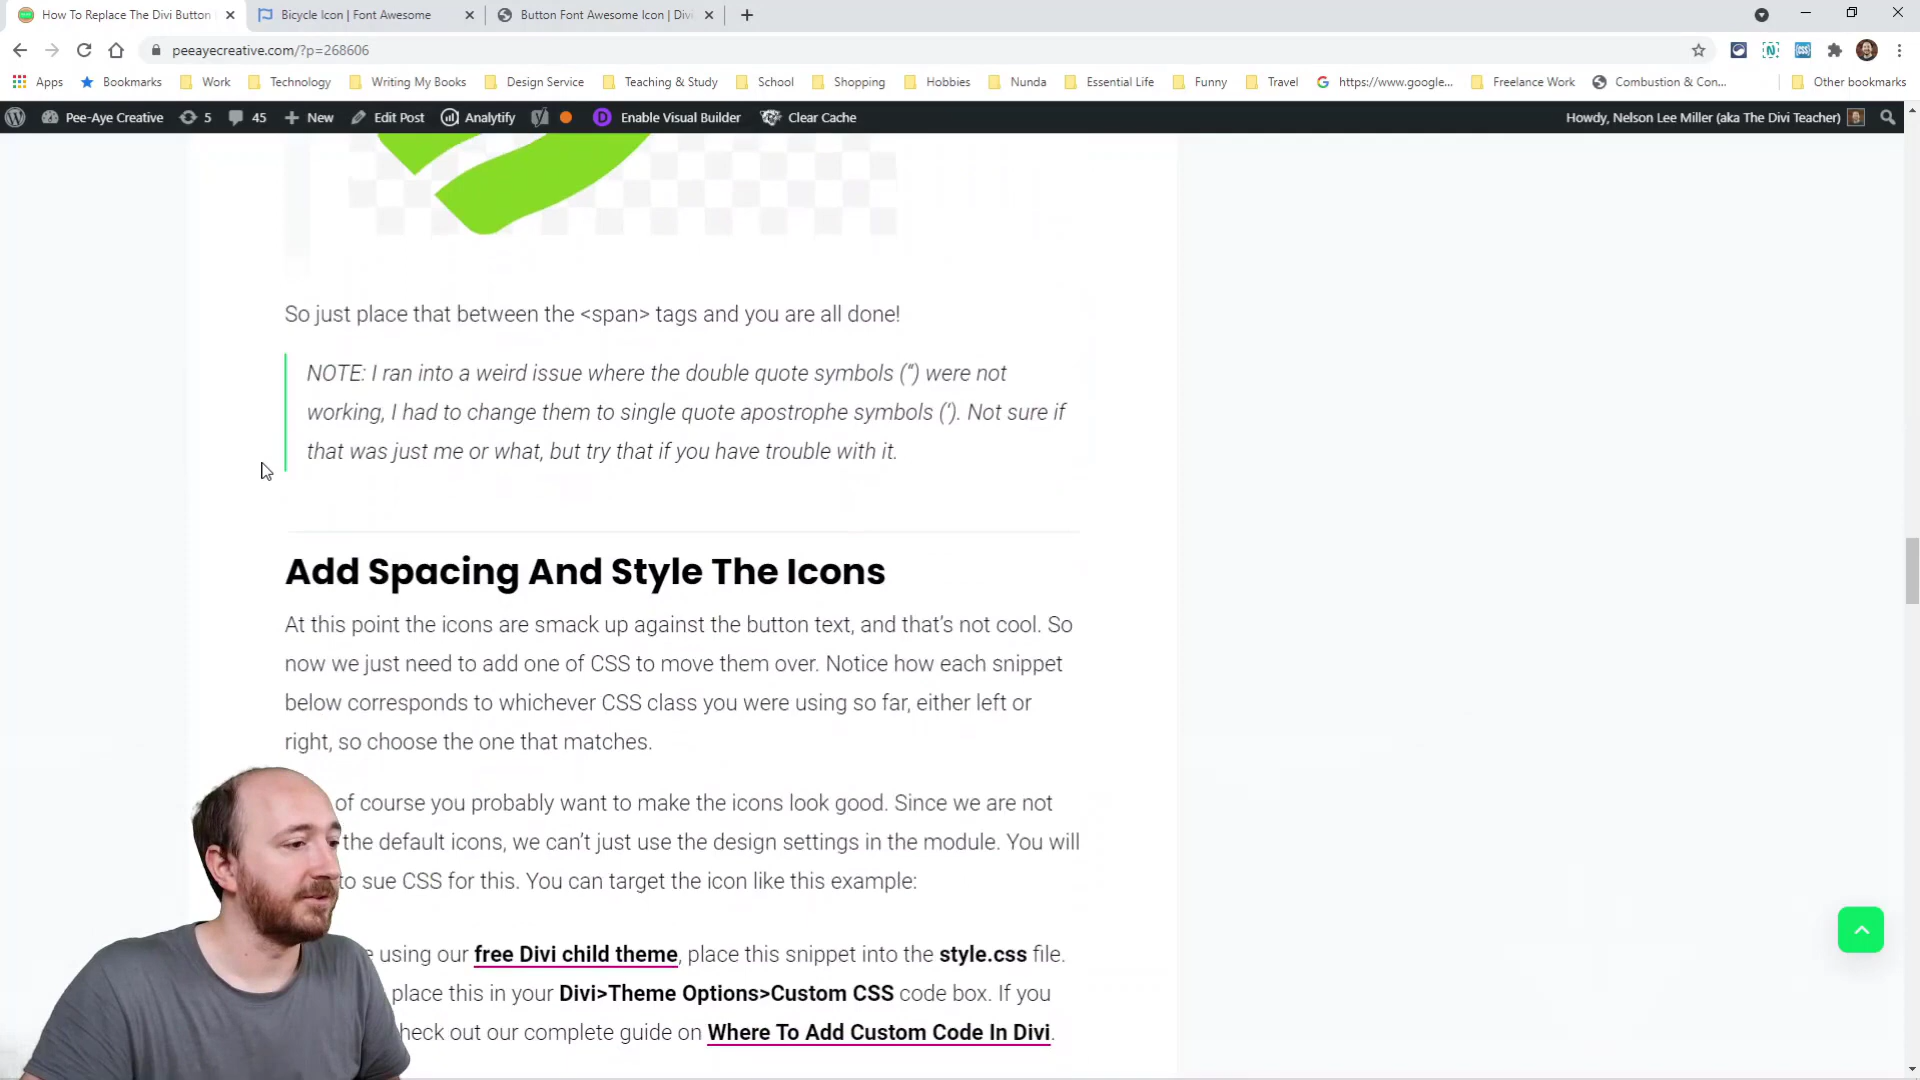 How To Replace The Divi Button
Bicycle Icon | Font Awesome
Button Font Awesome Icon | Divi
peeayecreative.com/?p=268606
Apps Bookmarks Work Technology Writing My Books Design Service Teaching & Study School Shopping Hobbies Nunda Essential Life Funny Travel https://www.google... Freelance Work Combustion & Con... Other bookmarks
Pee-Aye Creative 5 45 New Edit Post Analytify Enable Visual Builder Clear Cache Howdy, Nelson Lee Miller (aka The Divi Teacher)
So just place that between the <span> tags and you are all done!
NOTE: I ran into a weird issue where the double quote symbols (“) were not
working, I had to change them to single quote apostrophe symbols (‘). Not sure if
that was just me or what, but try that if you have trouble with it.
Add Spacing And Style The Icons
At this point the icons are smack up against the button text, and that’s not cool. So
now we just need to add one of CSS to move them over. Notice how each snippet
below corresponds to whichever CSS class you were using so far, either left or
right, so choose the one that matches.
of course you probably want to make the icons look good. Since we are not
the default icons, we can’t just use the design settings in the module. You will
to sue CSS for this. You can target the icon like this example:
using our free Divi child theme, place this snippet into the style.css file.
place this in your Divi>Theme Options>Custom CSS code box. If you
heck out our complete guide on Where To Add Custom Code In Divi.